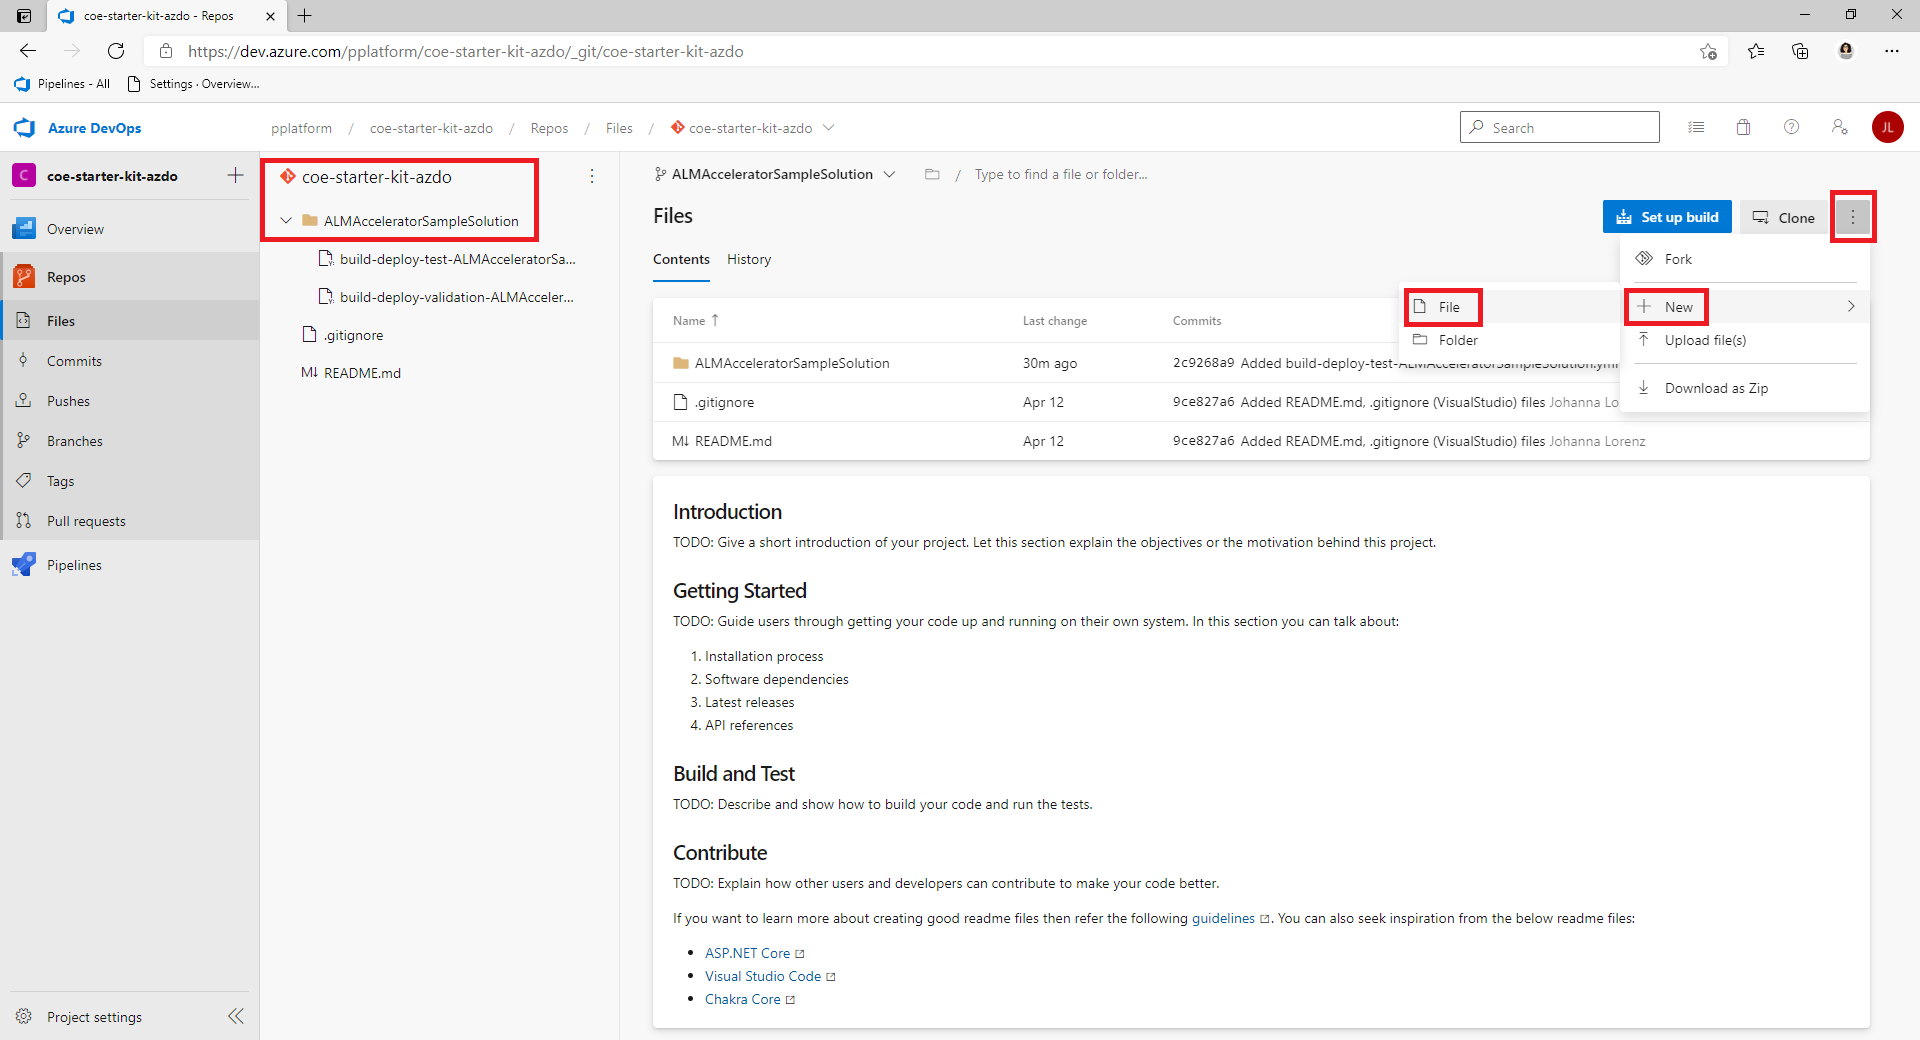 coe-starter-kit-azdo - Repos
https://dev.azure.com/pplatform/coe-starter-kit-azdo/_git/coe-starter-kit-azdo
Pipelines - All
Settings · Overview...
Azure DevOps
pplatform / coe-starter-kit-azdo / Repos / Files / coe-starter-kit-azdo
Search
JL
C
coe-starter-kit-azdo
Overview
Repos
Files
Commits
Pushes
Branches
Tags
Pull requests
Pipelines
Project settings
coe-starter-kit-azdo
ALMAcceleratorSampleSolution
build-deploy-test-ALMAcceleratorSa...
build-deploy-validation-ALMAcceler...
.gitignore
M↓ README.md
ALMAcceleratorSampleSolution
/ Type to find a file or folder...
Files
Set up build
Clone
Contents
History
Fork
New
Upload file(s)
Download as Zip
File
Folder
Name ↑ Last change Commits
ALMAcceleratorSampleSolution 30m ago 2c9268a9 Added build-deploy-test-ALMAcceleratorSampleSolution.yml
.gitignore Apr 12 9ce827a6 Added README.md, .gitignore (VisualStudio) files Johanna Lo
M↓ README.md Apr 12 9ce827a6 Added README.md, .gitignore (VisualStudio) files Johanna Lorenz
Introduction
TODO: Give a short introduction of your project. Let this section explain the objectives or the motivation behind this project.
Getting Started
TODO: Guide users through getting your code up and running on their own system. In this section you can talk about:
1. Installation process
2. Software dependencies
3. Latest releases
4. API references
Build and Test
TODO: Describe and show how to build your code and run the tests.
Contribute
TODO: Explain how other users and developers can contribute to make your code better.
If you want to learn more about creating good readme files then refer the following guidelines. You can also seek inspiration from the below readme files:
• ASP.NET Core
• Visual Studio Code
• Chakra Core